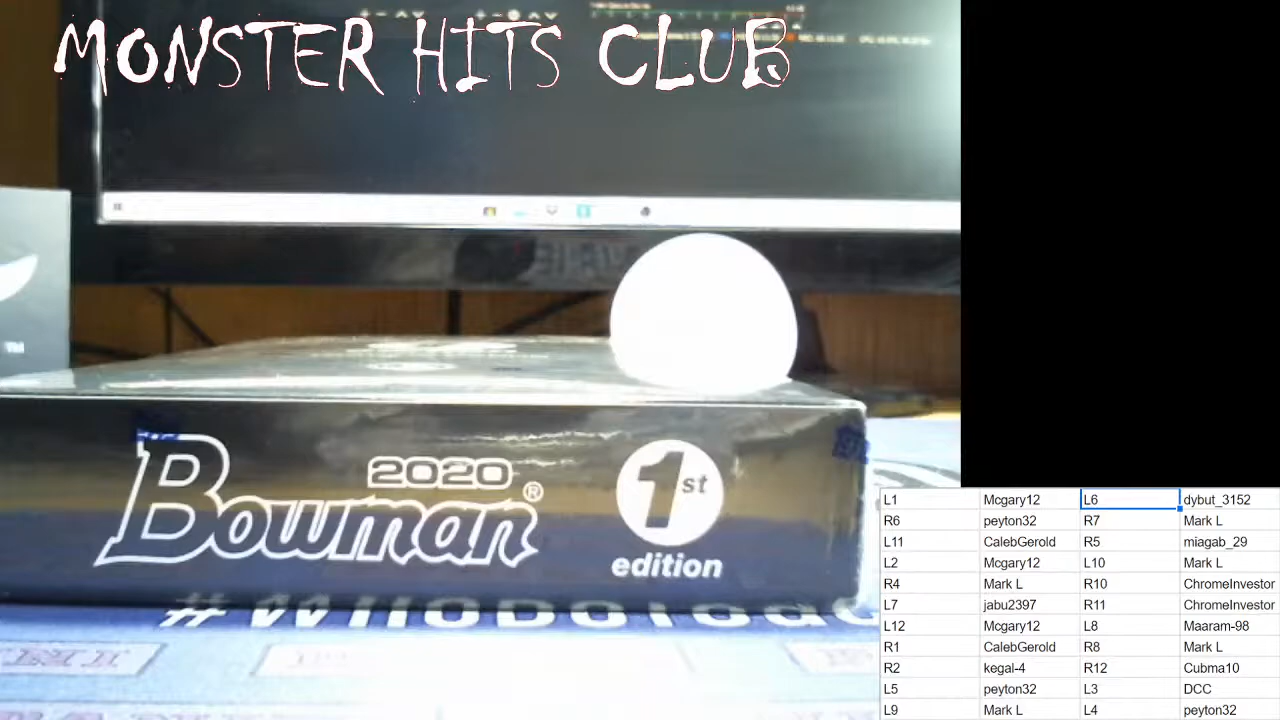 MONSTER HITS CLUB
TM
2020
Bowman®
1st
edition
L1 Mcgary12 L6 dybut_3152
R6 peyton32 R7 Mark L
L11 CalebGerold R5 miagab_29
L2 Mcgary12 L10 Mark L
R4 Mark L R10 ChromeInvestor
L7 jabu2397 R11 ChromeInvestor
L12 Mcgary12 L8 Maaram-98
R1 CalebGerold R8 Mark L
R2 kegal-4 R12 Cubma10
L5 peyton32 L3 DCC
L9 Mark L L4 peyton32